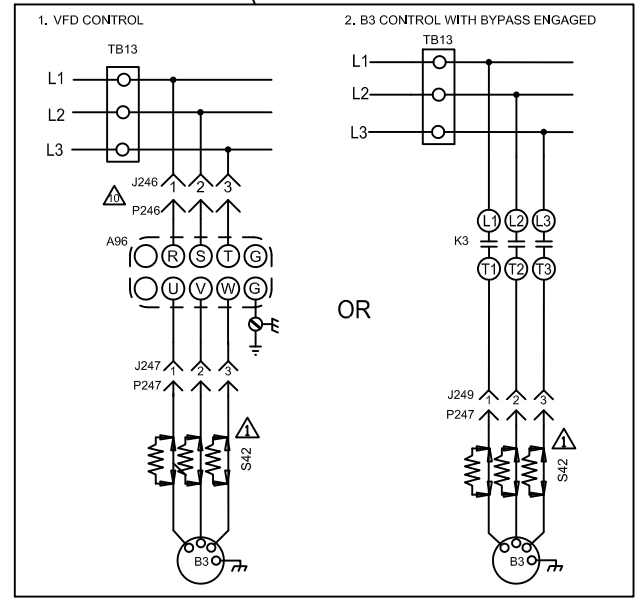 1. VFD CONTROL
2. B3 CONTROL WITH BYPASS ENGAGED
TB13
L1
L2
L3
J246
1 2 3
10
P246
A96
R S T G
U V W G
J247
1 2 3
P247
1
S42
B3
OR
TB13
L1
L2
L3
L1 L2 L3
K3
T1 T2 T3
J249
1 2 3
P247
1
S42
B3